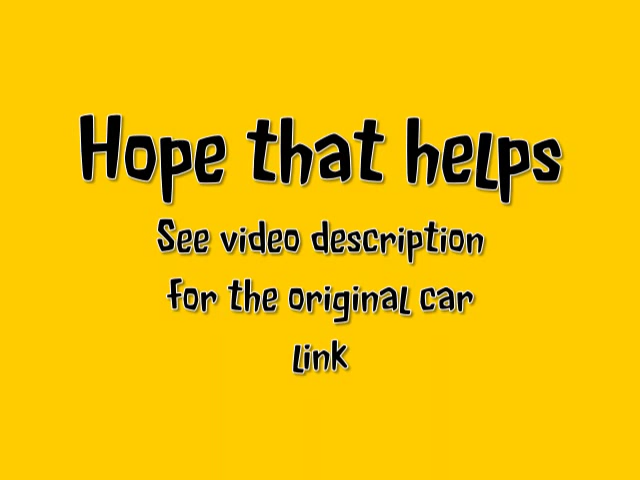 Hope that helps
See video description
for the original car
link